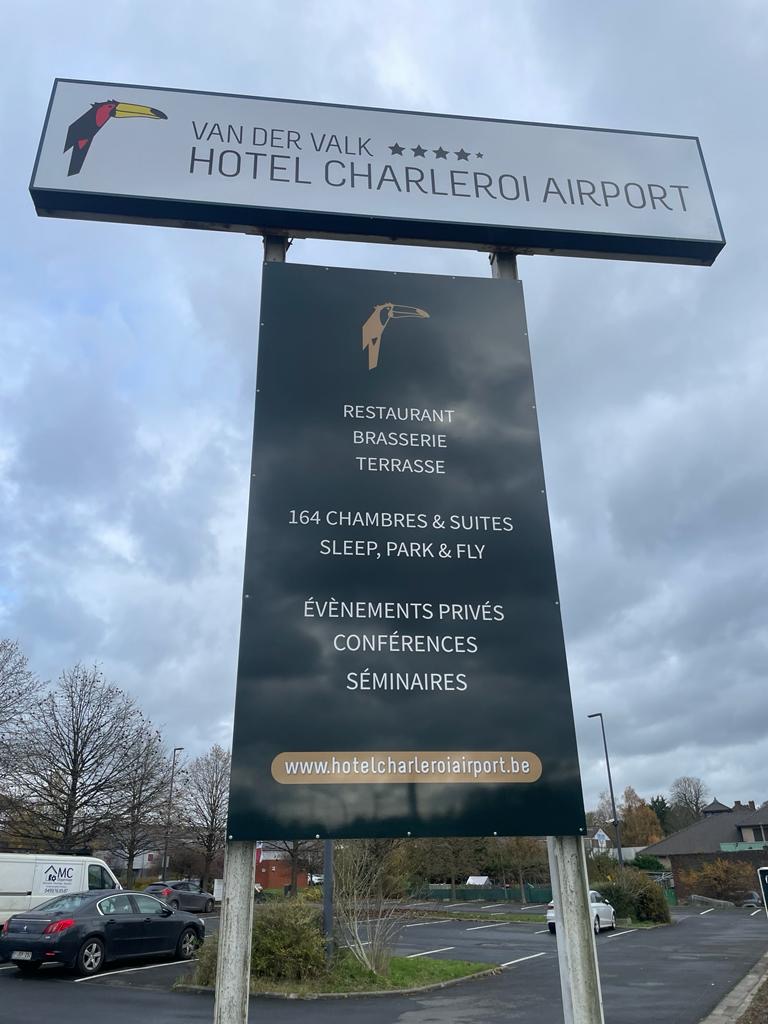 VAN DER VALK ★★★★★
HOTEL CHARLEROI AIRPORT
RESTAURANT
BRASSERIE
TERRASSE
164 CHAMBRES & SUITES
SLEEP, PARK & FLY
ÉVÈNEMENTS PRIVÉS
CONFÉRENCES
SÉMINAIRES
www.hotelcharleroiairport.be
MC